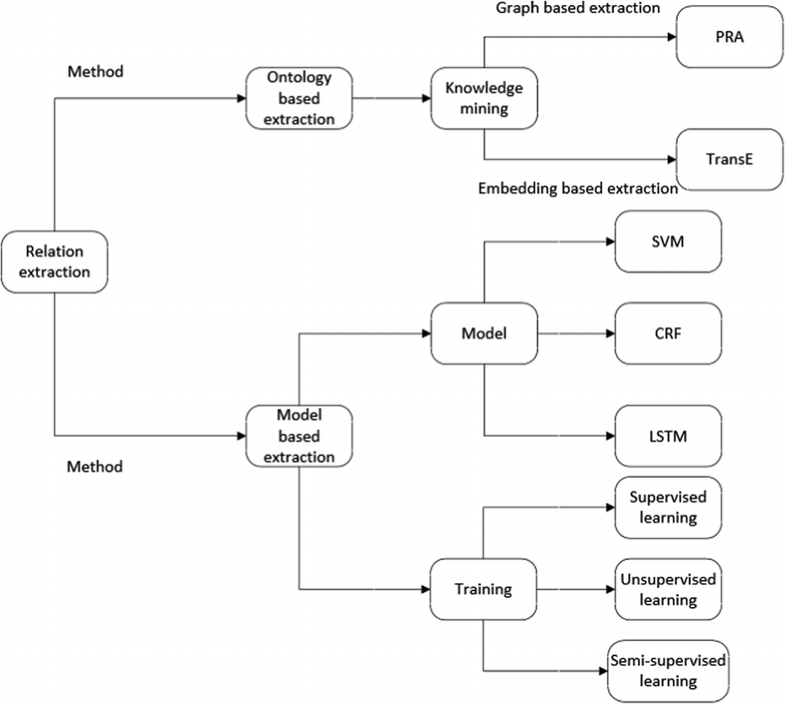 Graph based extraction
PRA
Method
Ontology
based
extraction
Knowledge
mining
TransE
Embedding based extraction
Relation
extraction
SVM
Model
CRF
Model
based
extraction
LSTM
Method
Supervised
learning
Training
Unsupervised
learning
Semi-supervised
learning